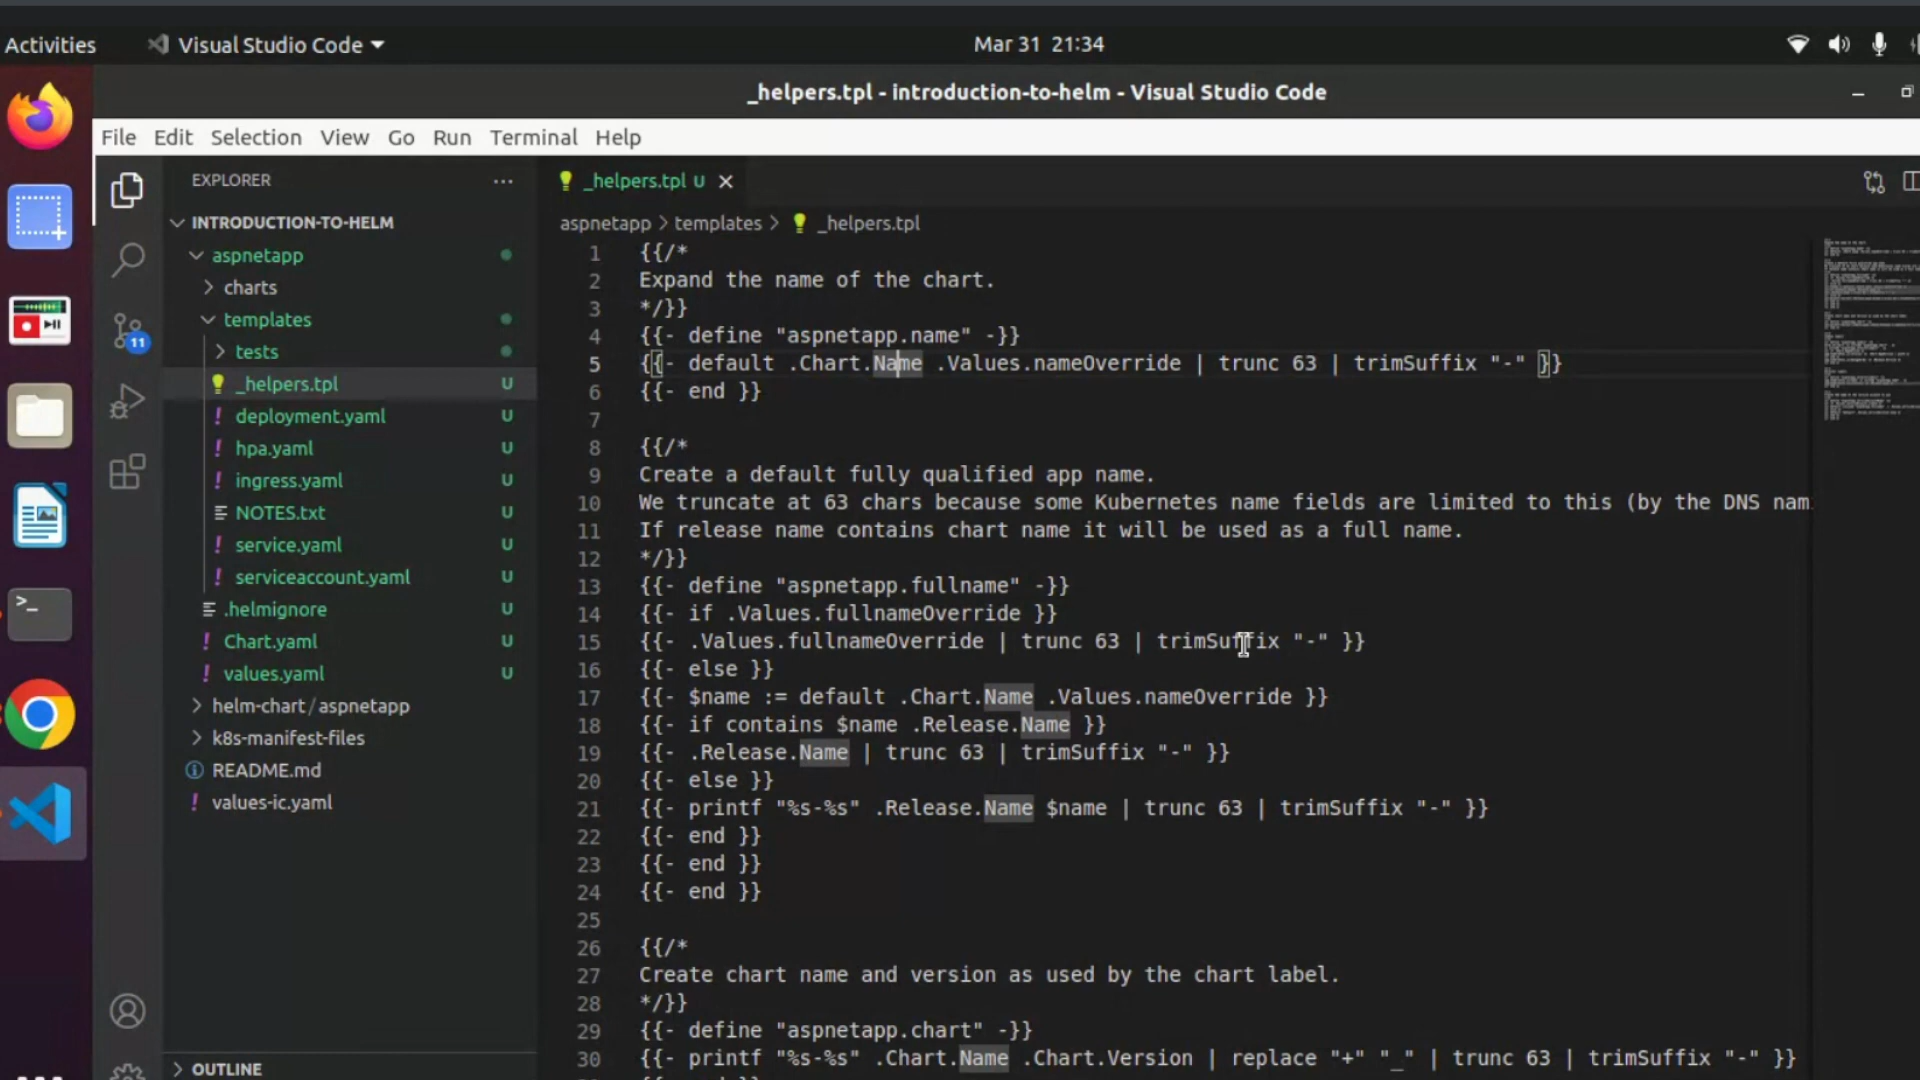 Activities
Visual Studio Code
Mar 31 21:34
_helpers.tpl - introduction-to-helm - Visual Studio Code
File Edit Selection View Go Run Terminal Help
EXPLORER
INTRODUCTION-TO-HELM
aspnetapp
charts
templates
tests
_helpers.tpl U
deployment.yaml U
hpa.yaml U
ingress.yaml U
NOTES.txt U
service.yaml U
serviceaccount.yaml U
.helmignore U
Chart.yaml U
values.yaml U
helm-chart / aspnetapp
k8s-manifest-files
README.md
values-ic.yaml
OUTLINE
11
_helpers.tpl U
aspnetapp > templates > _helpers.tpl
1 {{/*
2 Expand the name of the chart.
3 */}}
4 {{- define "aspnetapp.name" -}}
5 {{- default .Chart.Name .Values.nameOverride | trunc 63 | trimSuffix "-" }}
6 {{- end }}
7
8 {{/*
9 Create a default fully qualified app name.
10 We truncate at 63 chars because some Kubernetes name fields are limited to this (by the DNS nam
11 If release name contains chart name it will be used as a full name.
12 */}}
13 {{- define "aspnetapp.fullname" -}}
14 {{- if .Values.fullnameOverride }}
15 {{- .Values.fullnameOverride | trunc 63 | trimSuffix "-" }}
16 {{- else }}
17 {{- $name := default .Chart.Name .Values.nameOverride }}
18 {{- if contains $name .Release.Name }}
19 {{- .Release.Name | trunc 63 | trimSuffix "-" }}
20 {{- else }}
21 {{- printf "%s-%s" .Release.Name $name | trunc 63 | trimSuffix "-" }}
22 {{- end }}
23 {{- end }}
24 {{- end }}
25
26 {{/*
27 Create chart name and version as used by the chart label.
28 */}}
29 {{- define "aspnetapp.chart" -}}
30 {{- printf "%s-%s" .Chart.Name .Chart.Version | replace "+" "_" | trunc 63 | trimSuffix "-" }}